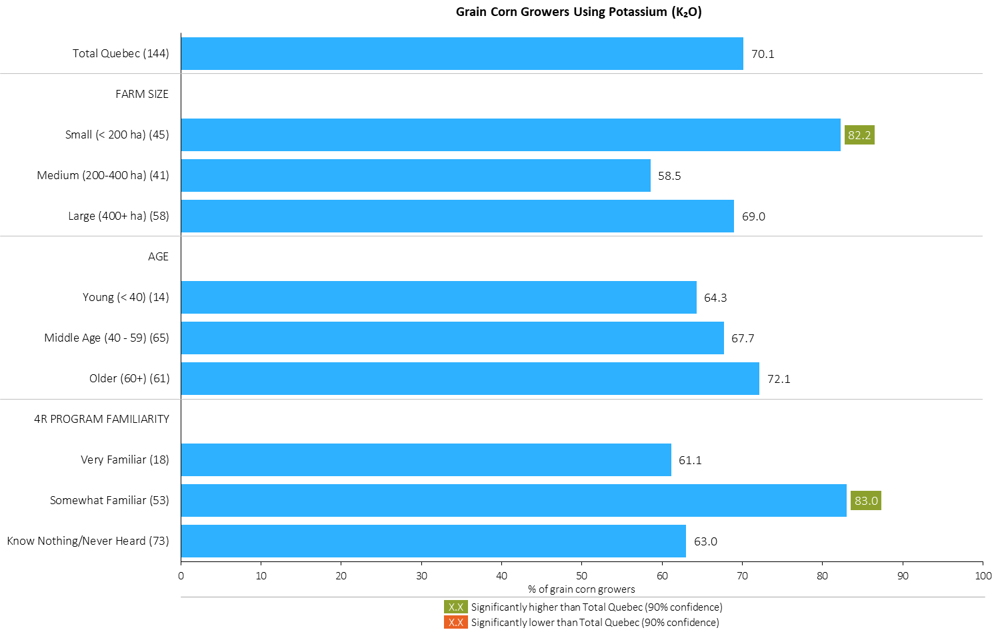 Grain Corn Growers Using Potassium (K₂O)
Total Quebec (144) 70.1
FARM SIZE
Small (< 200 ha) (45) 82.2
Medium (200-400 ha) (41) 58.5
Large (400+ ha) (58) 69.0
AGE
Young (< 40) (14) 64.3
Middle Age (40 - 59) (65) 67.7
Older (60+) (61) 72.1
4R PROGRAM FAMILIARITY
Very Familiar (18) 61.1
Somewhat Familiar (53) 83.0
Know Nothing/Never Heard (73) 63.0
0 10 20 30 40 50 60 70 80 90 100
% of grain corn growers
X.X Significantly higher than Total Quebec (90% confidence)
X.X Significantly lower than Total Quebec (90% confidence)